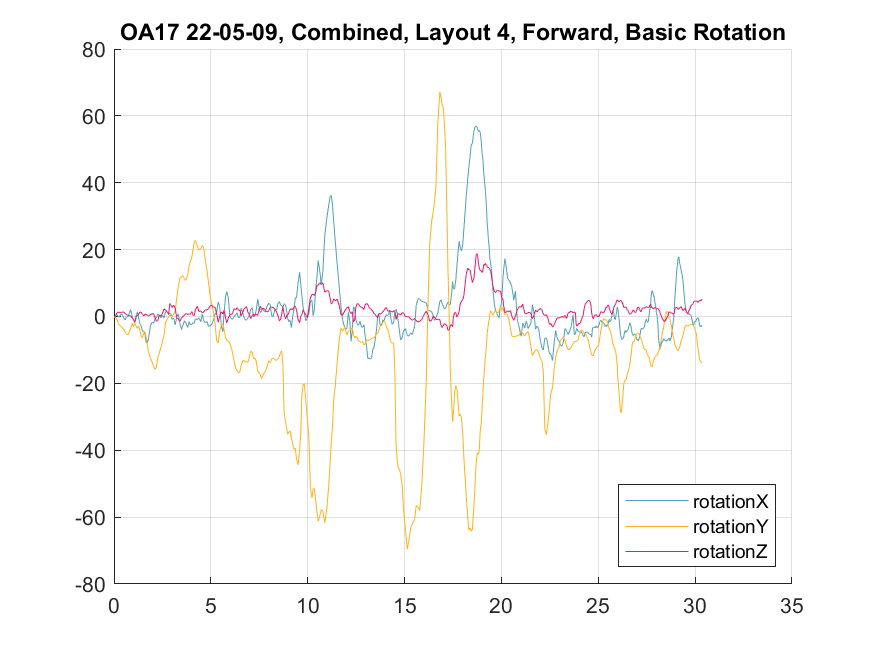 OA17 22-05-09, Combined, Layout 4, Forward, Basic Rotation
80
60
40
20
0
-20
-40
-60
-80
0 5 10 15 20 25 30 35
rotationX
rotationY
rotationZ